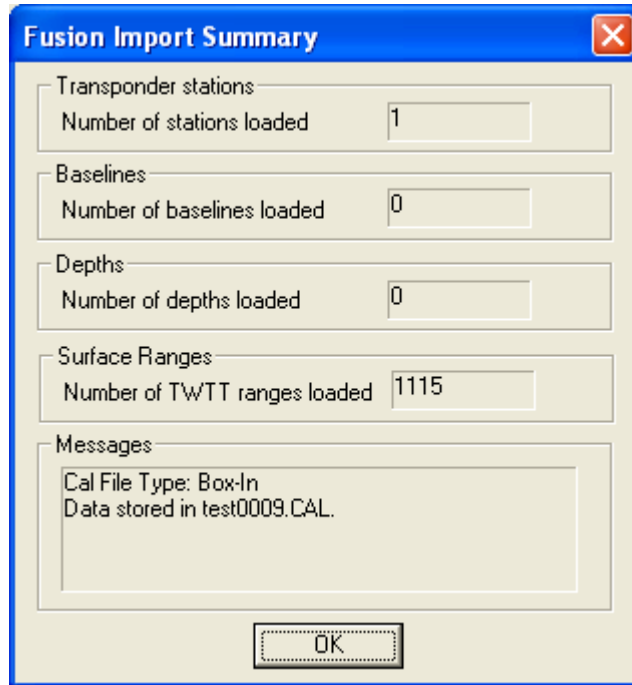 Fusion Import Summary
Transponder stations
Number of stations loaded 1
Baselines
Number of baselines loaded 0
Depths
Number of depths loaded 0
Surface Ranges
Number of TWTT ranges loaded 1115
Messages
Cal File Type: Box-In
Data stored in test0009.CAL.
OK